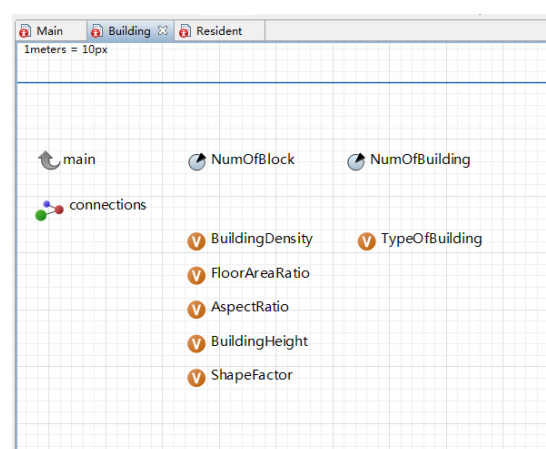 Main Building Resident
1meters = 10px
main NumOfBlock NumOfBuilding
connections
V BuildingDensity V TypeOfBuilding
V FloorAreaRatio
V AspectRatio
V BuildingHeight
V ShapeFactor